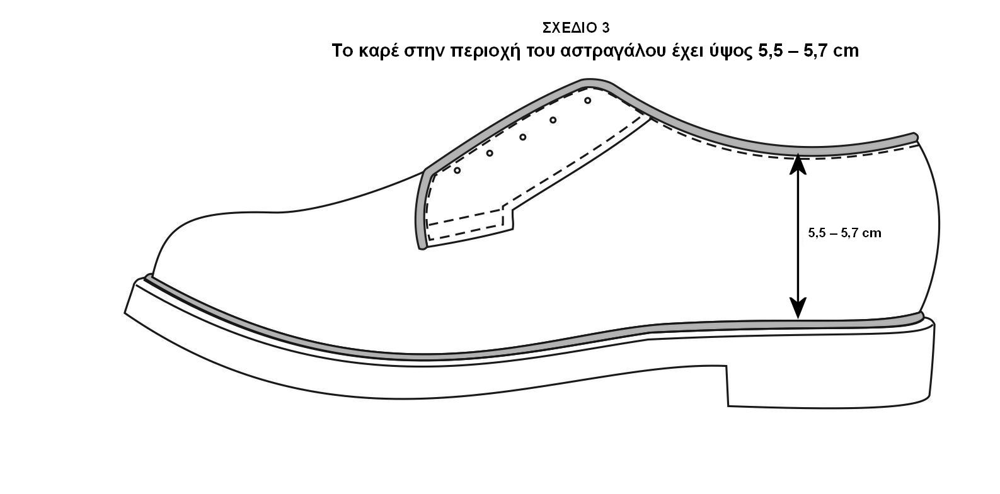 ΣΧΕΔΙΟ 3
Το καρέ στην περιοχή του αστραγάλου έχει ύψος 5,5 – 5,7 cm
5,5 – 5,7 cm